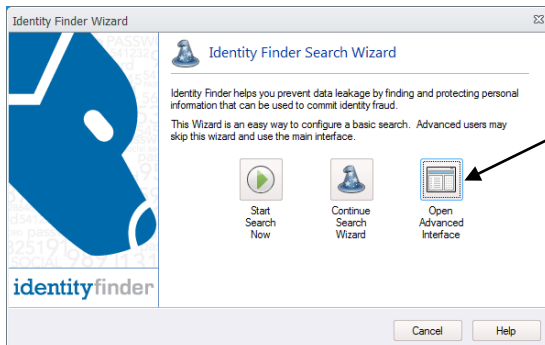 Identity Finder Wizard
Identity Finder Search Wizard
Identity Finder helps you prevent data leakage by finding and protecting personal
information that can be used to commit identity fraud.
This Wizard is an easy way to configure a basic search. Advanced users may
skip this wizard and use the main interface.
Start
Search
Now
Continue
Search
Wizard
Open
Advanced
Interface
identityfinder
Cancel
Help